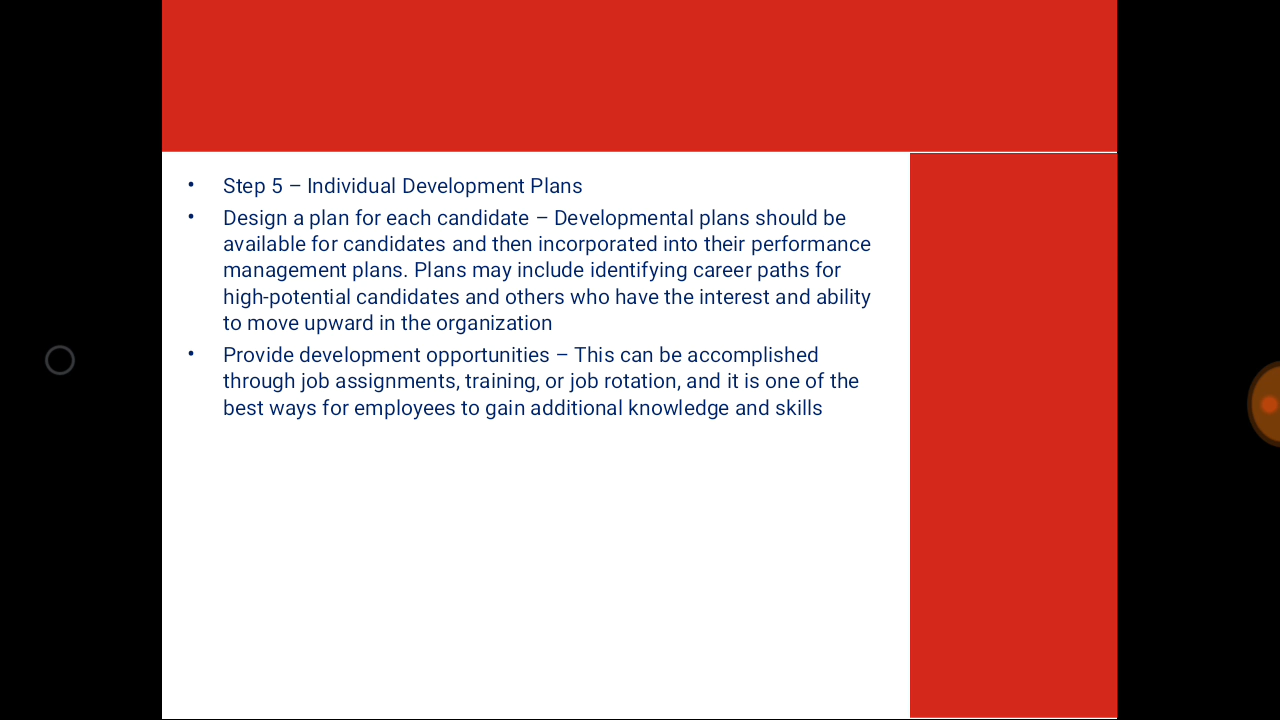 • Step 5 – Individual Development Plans
• Design a plan for each candidate – Developmental plans should be
available for candidates and then incorporated into their performance
management plans. Plans may include identifying career paths for
high-potential candidates and others who have the interest and ability
to move upward in the organization
• Provide development opportunities – This can be accomplished
through job assignments, training, or job rotation, and it is one of the
best ways for employees to gain additional knowledge and skills